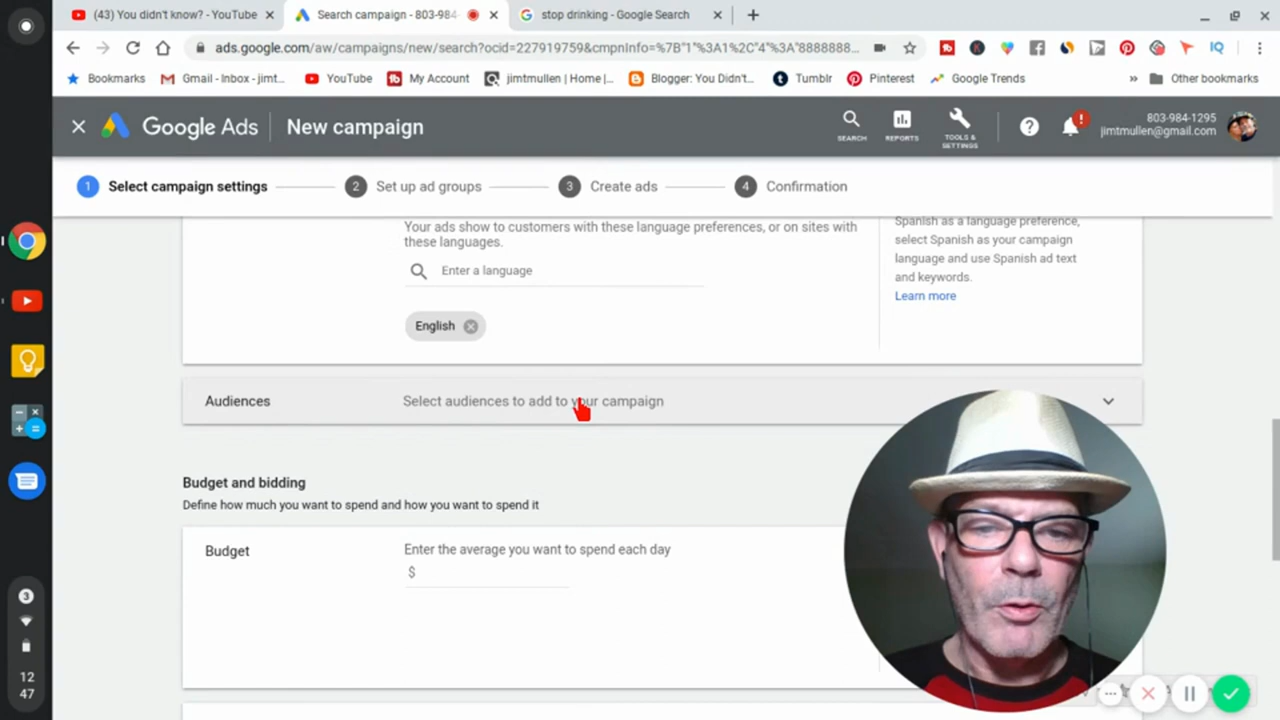 (43) You didn't know? - YouTube
Search campaign - 803-984-
stop drinking - Google Search
ads.google.com/aw/campaigns/new/search?ocid=227919759&cmpnInfo=%7B"1"%3A1%2C"4"%3A"8888888...
Bookmarks
Gmail - Inbox - jimt...
YouTube
My Account
jimtmullen | Home |...
Blogger: You Didn't...
Tumblr
Pinterest
Google Trends
»
Other bookmarks
Google Ads
New campaign
SEARCH
REPORTS
TOOLS &
SETTINGS
803-984-1295
jimtmullen@gmail.com
1 Select campaign settings
2 Set up ad groups
3 Create ads
4 Confirmation
Your ads show to customers with these language preferences, or on sites with
these languages.
Enter a language
English
Spanish as a language preference,
select Spanish as your campaign
language and use Spanish ad text
and keywords.
Learn more
Audiences
Select audiences to add to your campaign
Budget and bidding
Define how much you want to spend and how you want to spend it
Budget
Enter the average you want to spend each day
$
3
12
47